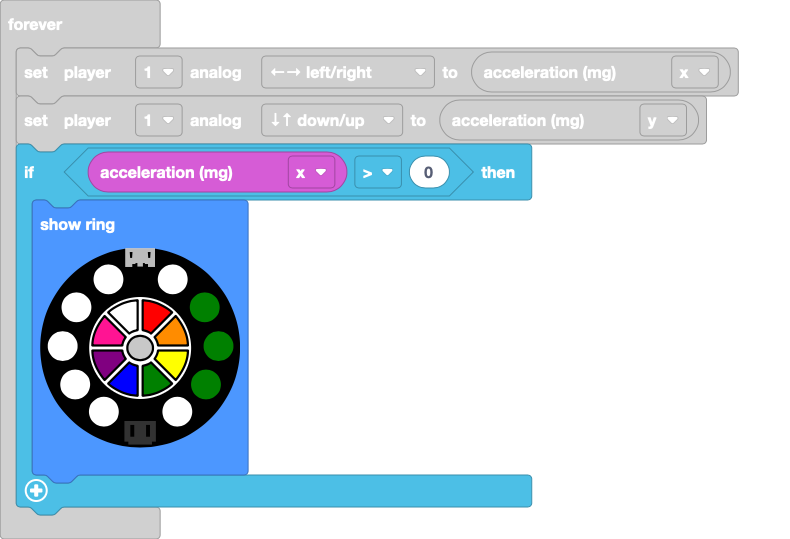 forever
set player 1 analog ←→ left/right to acceleration (mg) x
set player 1 analog ↓↑ down/up to acceleration (mg) y
if acceleration (mg) x > 0 then
show ring